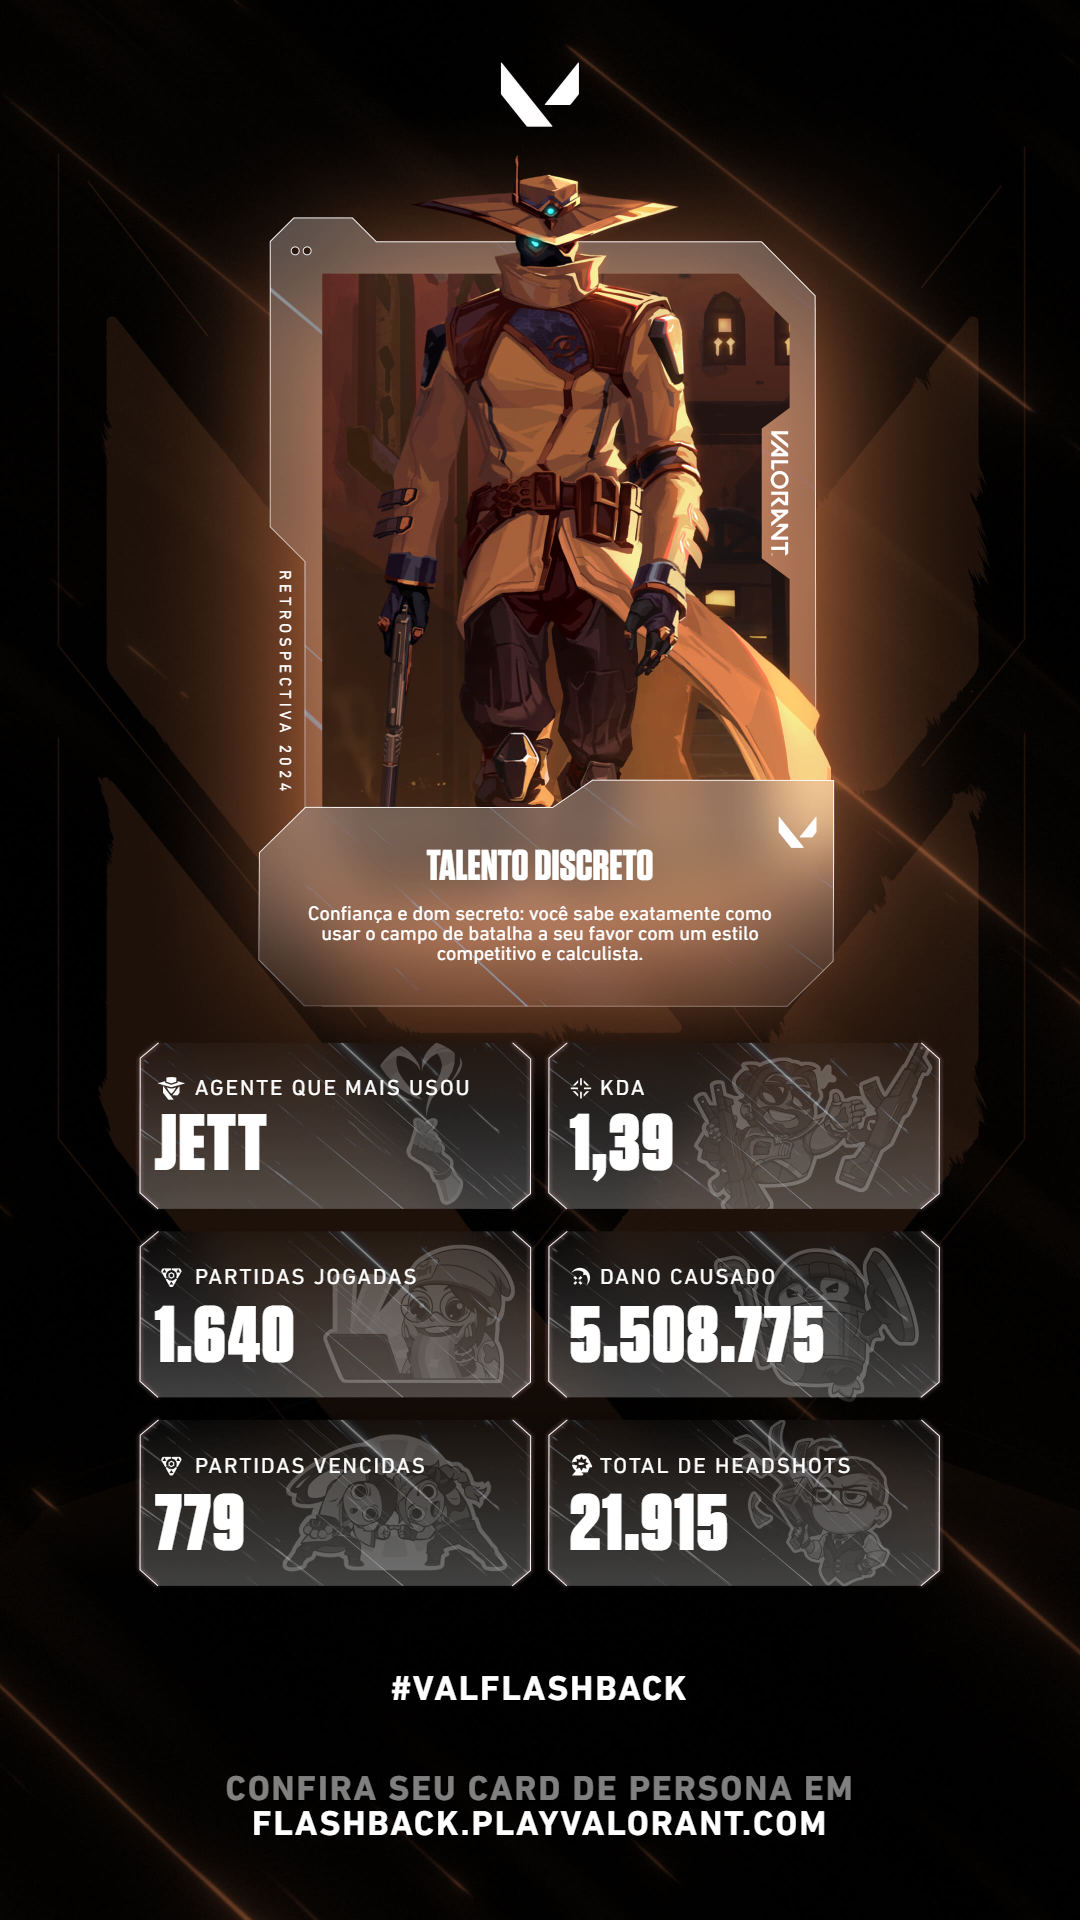 VALORANT
RETROSPECTIVA 2024
TALENTO DISCRETO
Confiança e dom secreto: você sabe exatamente como
usar o campo de batalha a seu favor com um estilo
competitivo e calculista.
AGENTE QUE MAIS USOU
JETT
KDA
1,39
PARTIDAS JOGADAS
1.640
DANO CAUSADO
5.508.775
PARTIDAS VENCIDAS
779
TOTAL DE HEADSHOTS
21.915
#VALFLASHBACK
CONFIRA SEU CARD DE PERSONA EM
FLASHBACK.PLAYVALORANT.COM